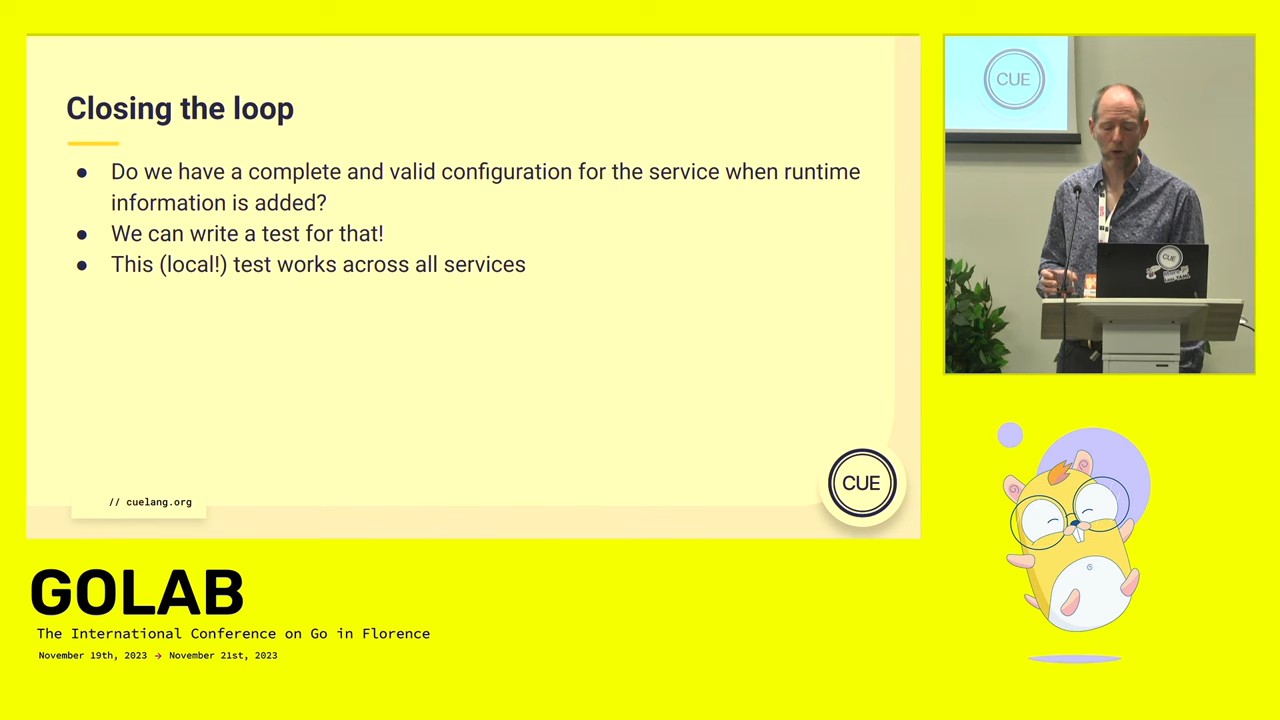 Closing the loop
● Do we have a complete and valid configuration for the service when runtime
information is added?
● We can write a test for that!
● This (local!) test works across all services
// cuelang.org
CUE
CUE
CUE
GOLAB
The International Conference on Go in Florence
November 19th, 2023 → November 21st, 2023